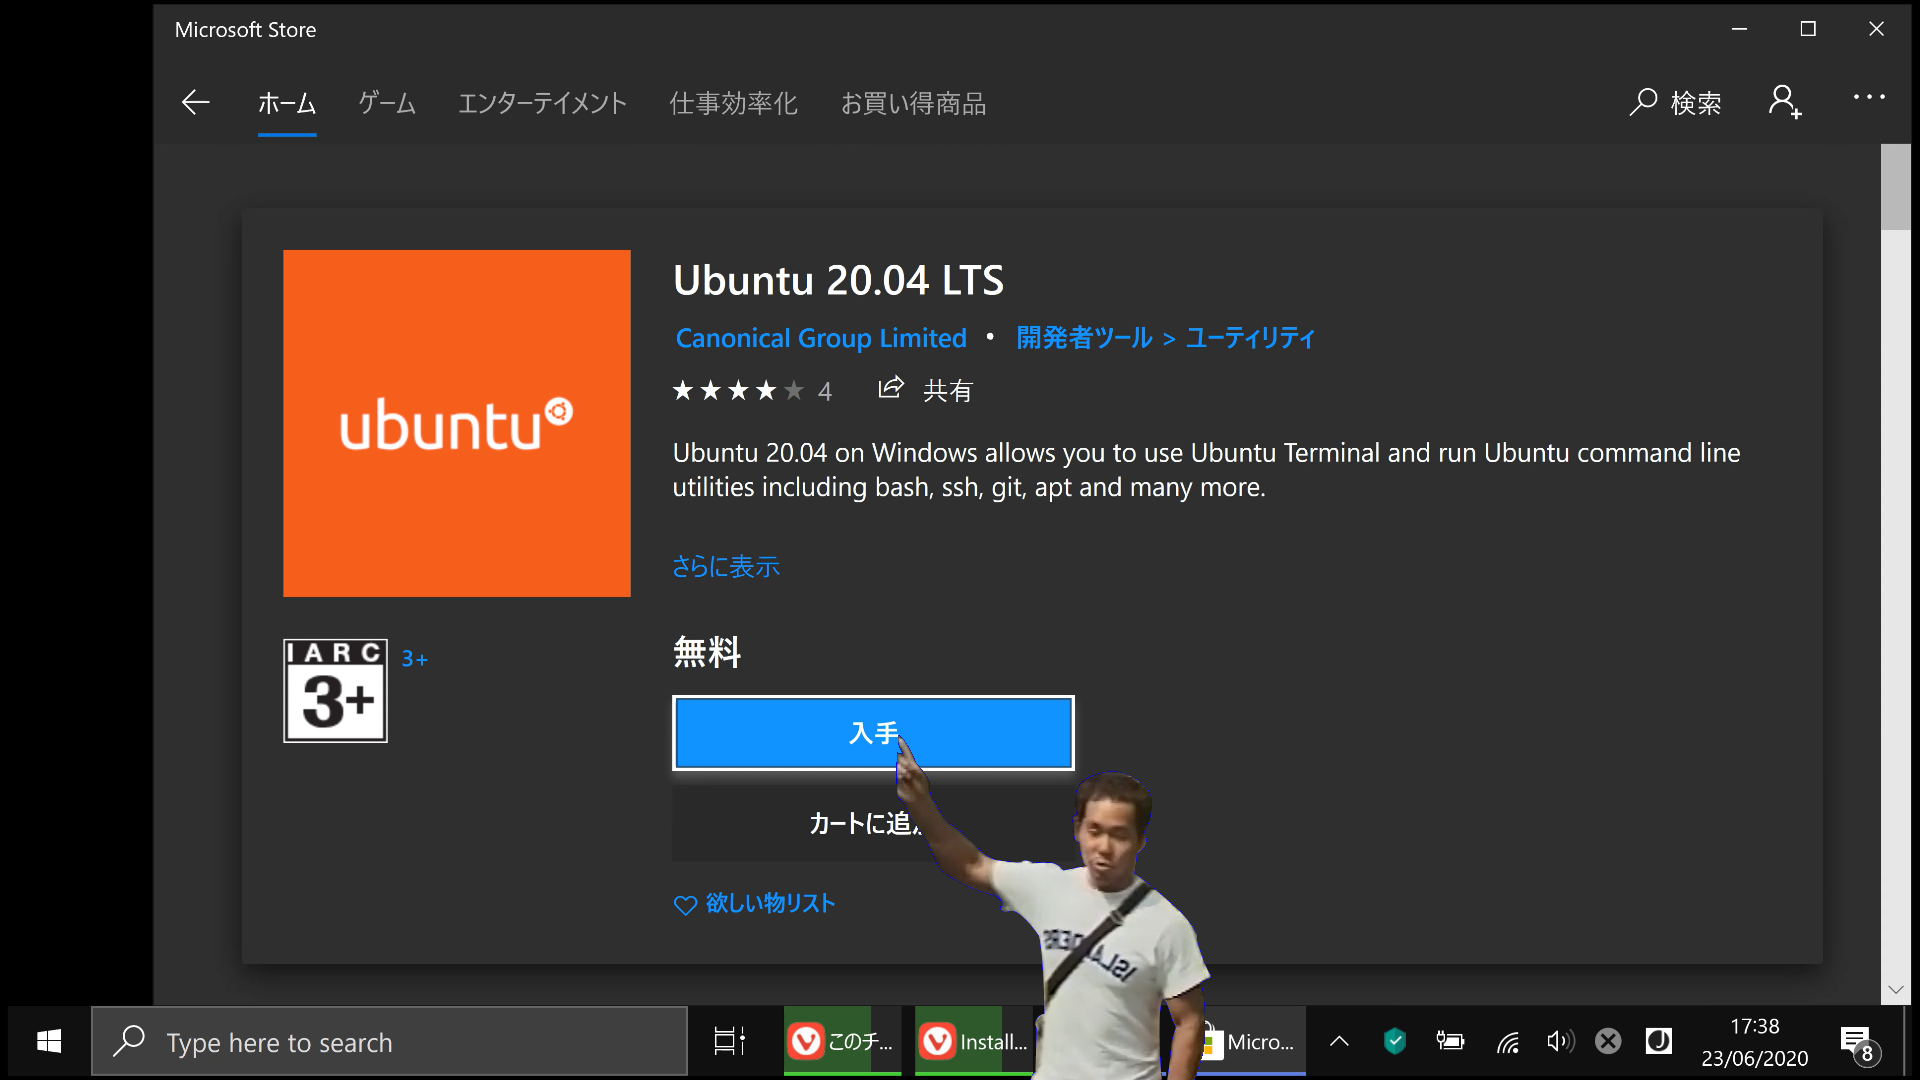 Microsoft Store
ホーム ゲーム エンターテイメント 仕事効率化 お買い得商品 検索
ubuntu
Ubuntu 20.04 LTS
Canonical Group Limited • 開発者ツール > ユーティリティ
4 共有
Ubuntu 20.04 on Windows allows you to use Ubuntu Terminal and run Ubuntu command line
utilities including bash, ssh, git, apt and many more.
さらに表示
IARC
3+
3+
無料
入手
カートに追
欲しい物リスト
Type here to search
このチ...
Install...
Micro...
17:38
23/06/2020
8